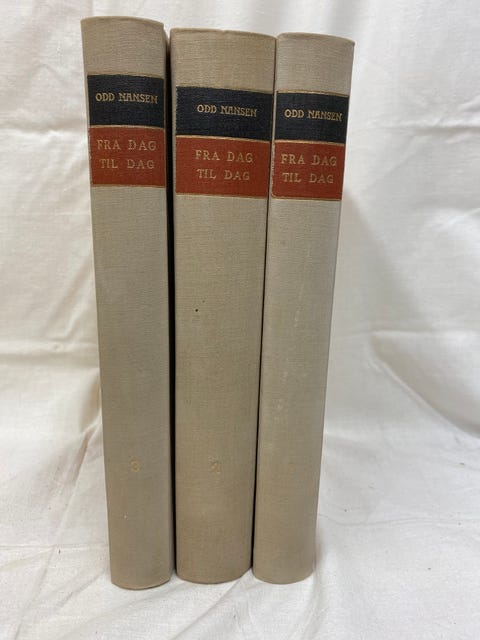 ODD NANSEN
FRA DAG
TIL DAG
3
ODD NANSEN
FRA DAG
TIL DAG
2
ODD NANSEN
FRA DAG
TIL DAG